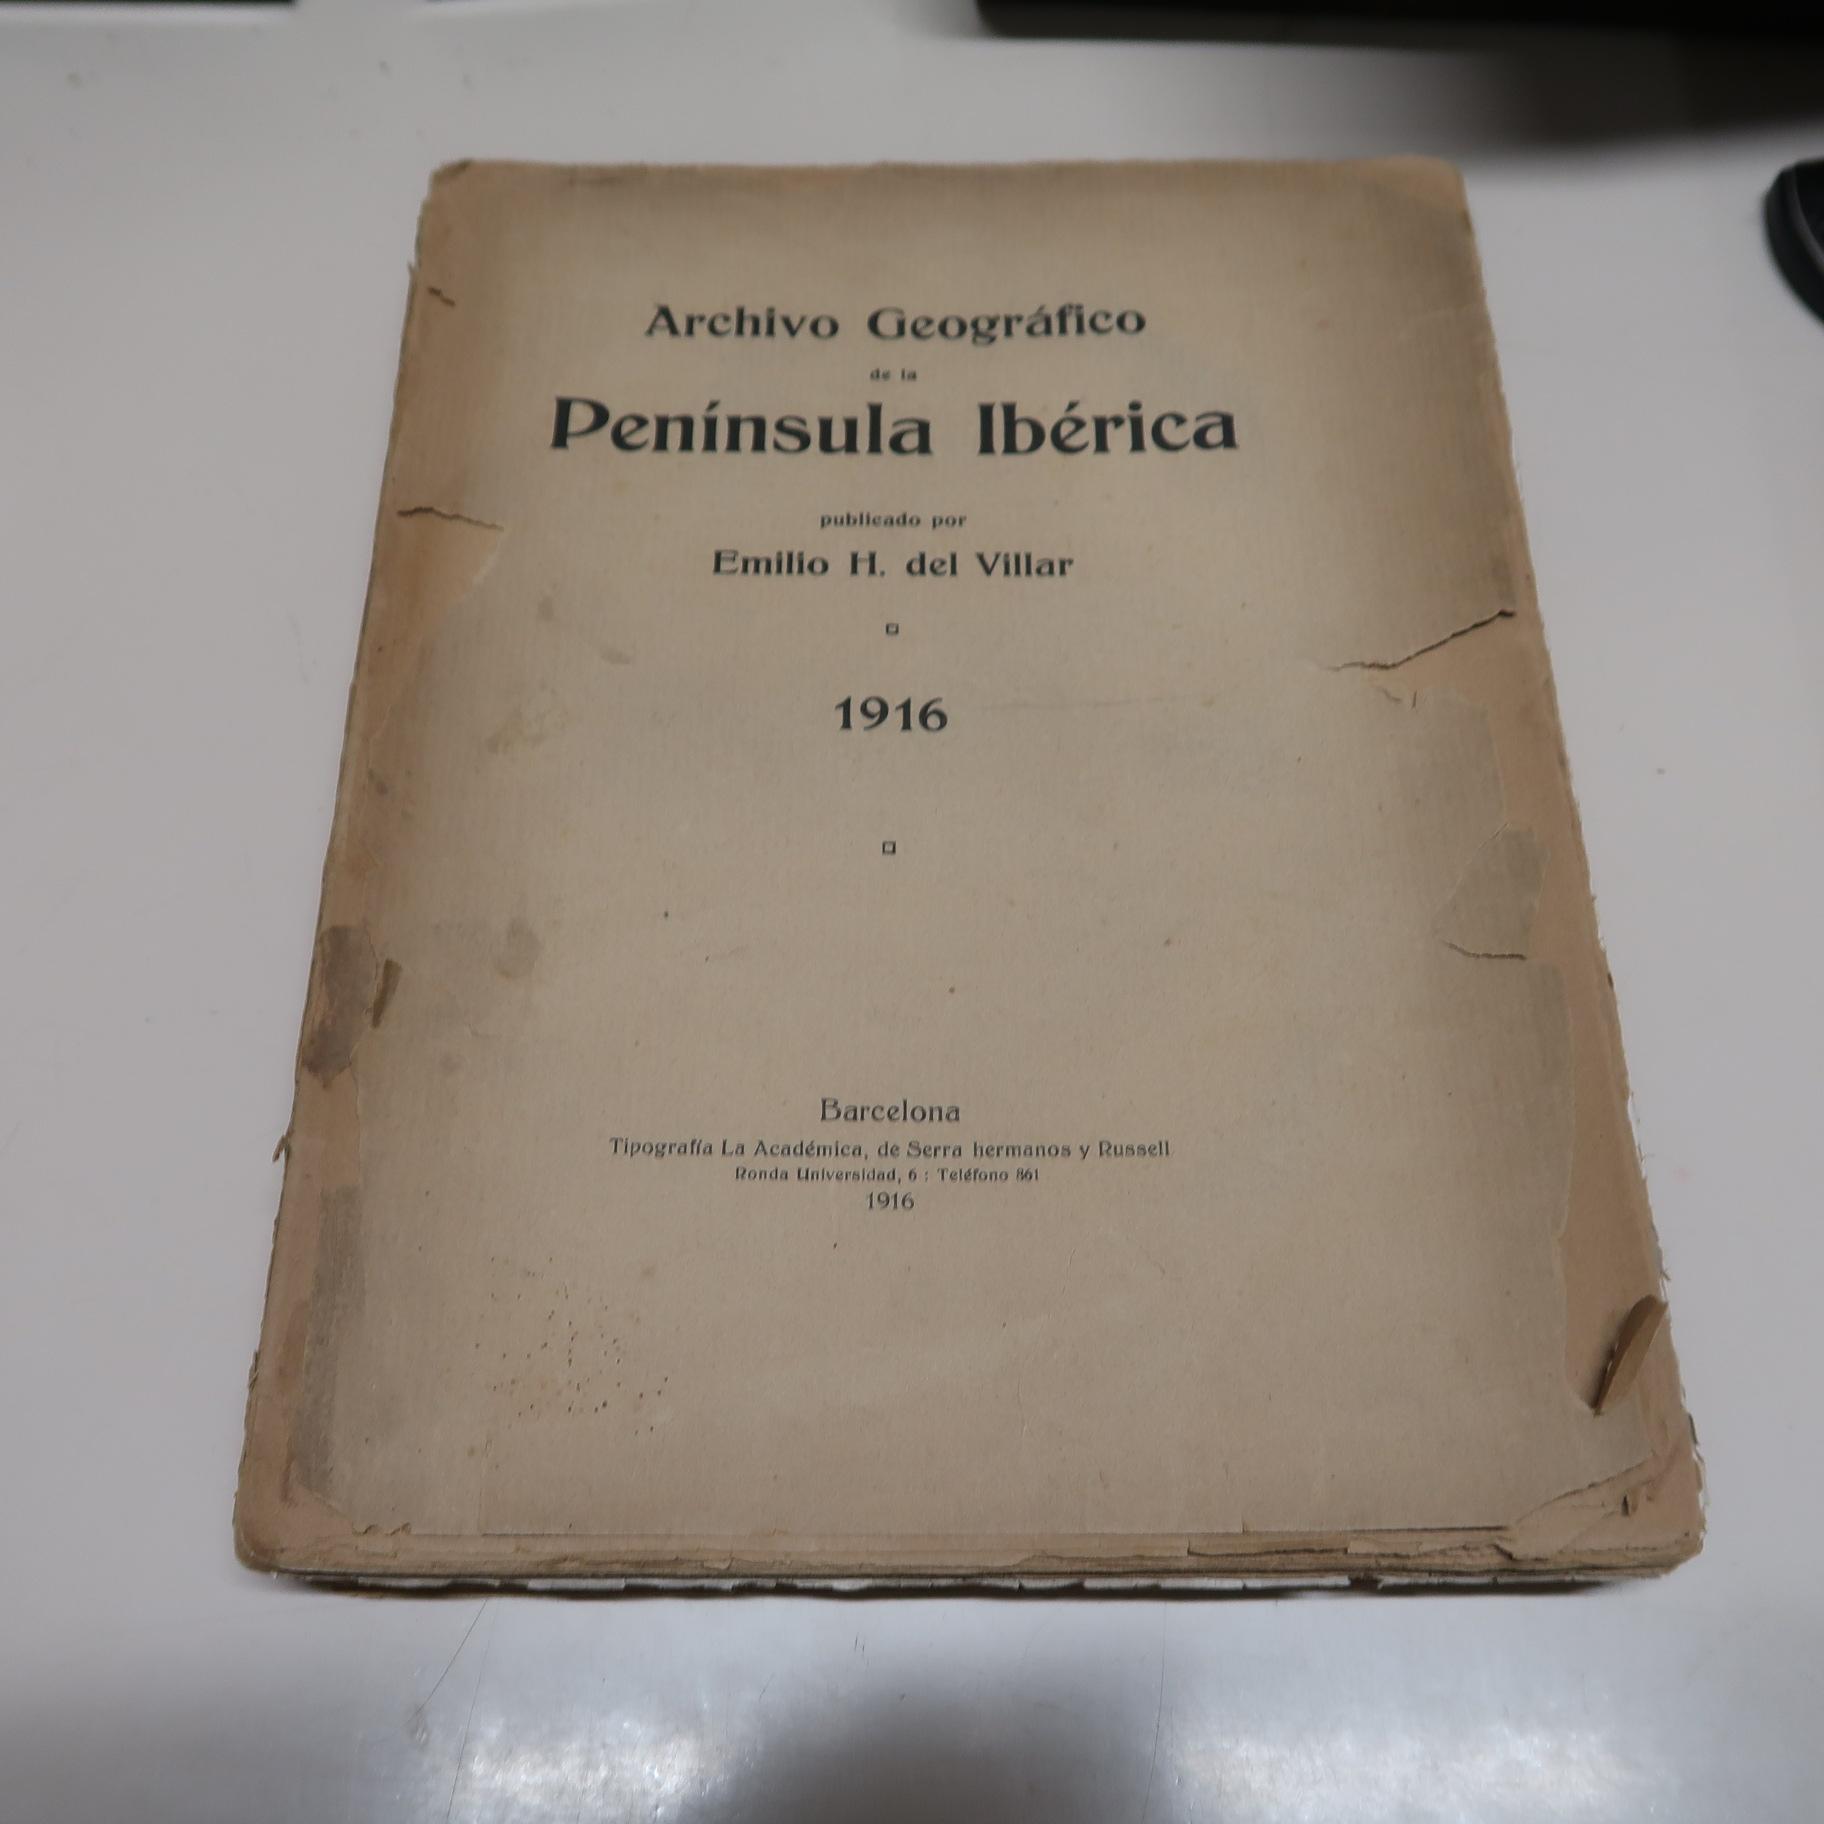 Archivo Geográfico
de la
Península Ibérica
publicado por
Emilio H. del Villar
1916
Barcelona
Tipografía La Académica, de Serra hermanos y Russell
Ronda Universidad, 6 : Teléfono 861
1916